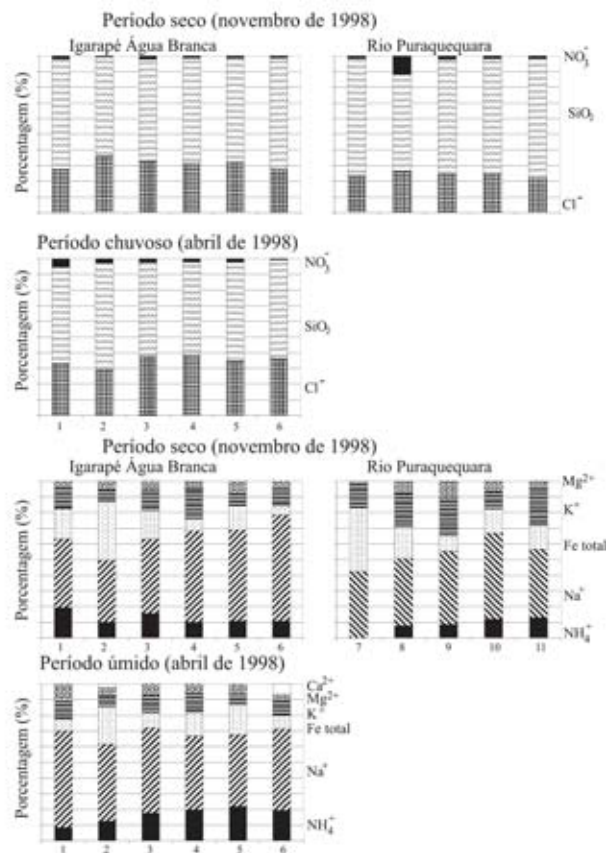 Período seco (novembro de 1998)
Igarapé Água Branca
Rio Puraquequara
Porcentagem (%)
NO₃⁻
SiO₂
Cl⁺
Período chuvoso (abril de 1998)
Porcentagem (%)
NO₃⁻
SiO₂
Cl⁺
1 2 3 4 5 6
Período seco (novembro de 1998)
Igarapé Água Branca
Rio Puraquequara
Porcentagem (%)
Mg²⁺
K⁺
Fe total
Na⁺
NH₄⁺
1 2 3 4 5 6
7 8 9 10 11
Período úmido (abril de 1998)
Porcentagem (%)
Ca²⁺
Mg²⁺
K⁺
Fe total
Na⁺
NH₄⁺
1 2 3 4 5 6